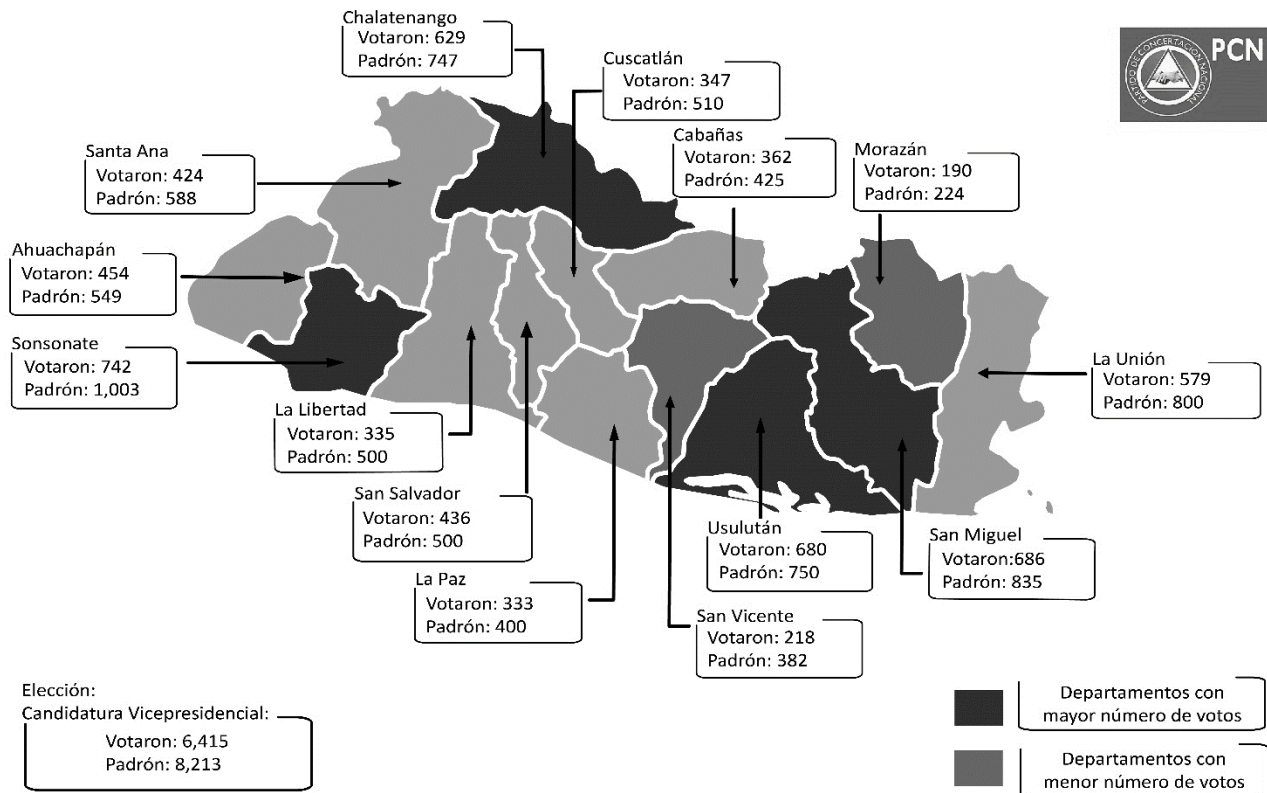 Chalatenango
Votaron: 629
Padrón: 747
Cuscatlán
Votaron: 347
Padrón: 510
PCN
PARTIDO DE CONCERTACIÓN NACIONAL
Cabañas
Votaron: 362
Padrón: 425
Morazán
Votaron: 190
Padrón: 224
Santa Ana
Votaron: 424
Padrón: 588
Ahuachapán
Votaron: 454
Padrón: 549
Sonsonate
Votaron: 742
Padrón: 1,003
La Unión
Votaron: 579
Padrón: 800
La Libertad
Votaron: 335
Padrón: 500
San Salvador
Votaron: 436
Padrón: 500
La Paz
Votaron: 333
Padrón: 400
Usulután
Votaron: 680
Padrón: 750
San Miguel
Votaron:686
Padrón: 835
San Vicente
Votaron: 218
Padrón: 382
Elección:
Candidatura Vicepresidencial:
Votaron: 6,415
Padrón: 8,213
Departamentos con
mayor número de votos
Departamentos con
menor número de votos